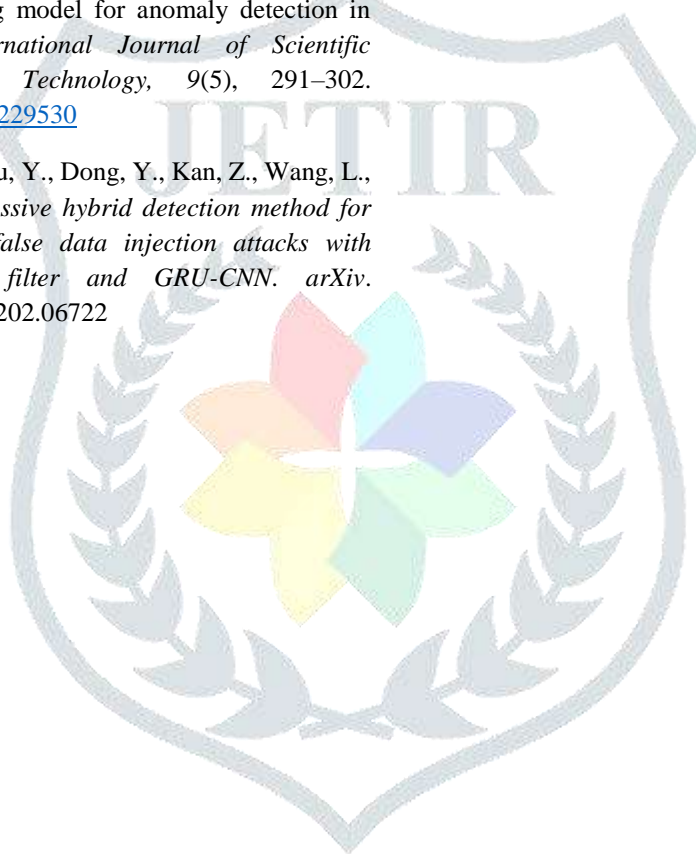 g model for anomaly detection in
ernational Journal of Scientific
Technology, 9(5), 291–302.
229530
u, Y., Dong, Y., Kan, Z., Wang, L.,
ssive hybrid detection method for
false data injection attacks with
filter and GRU-CNN. arXiv.
202.06722
JETIR